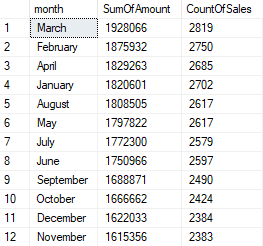 month SumOfAmount CountOfSales
1 March 1928066 2819
2 February 1875932 2750
3 April 1829263 2685
4 January 1820601 2702
5 August 1808505 2617
6 May 1797822 2617
7 July 1772300 2579
8 June 1750966 2597
9 September 1688871 2490
10 October 1666662 2424
11 December 1622033 2384
12 November 1615356 2383